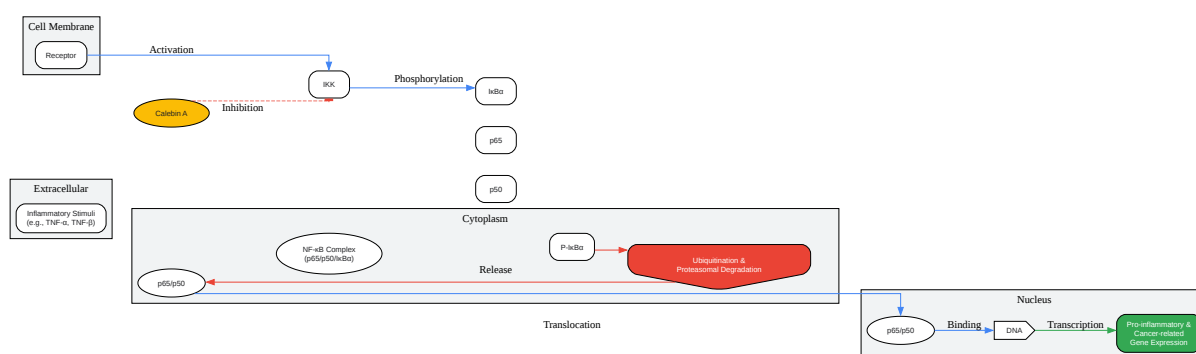 Cell Membrane
Receptor
Activation
IKK
Phosphorylation
IκBα
Calebin A
Inhibition
p65
Extracellular
p50
Inflammatory Stimuli
(e.g., TNF-α, TNF-β)
Cytoplasm
NF-κB Complex
(p65/p50/IκBα)
P-IκBα
Ubiquitination &
Proteasomal Degradation
Release
p65/p50
Nucleus
Translocation
p65/p50
Binding
DNA
Transcription
Pro-inflammatory &
Cancer-related
Gene Expression